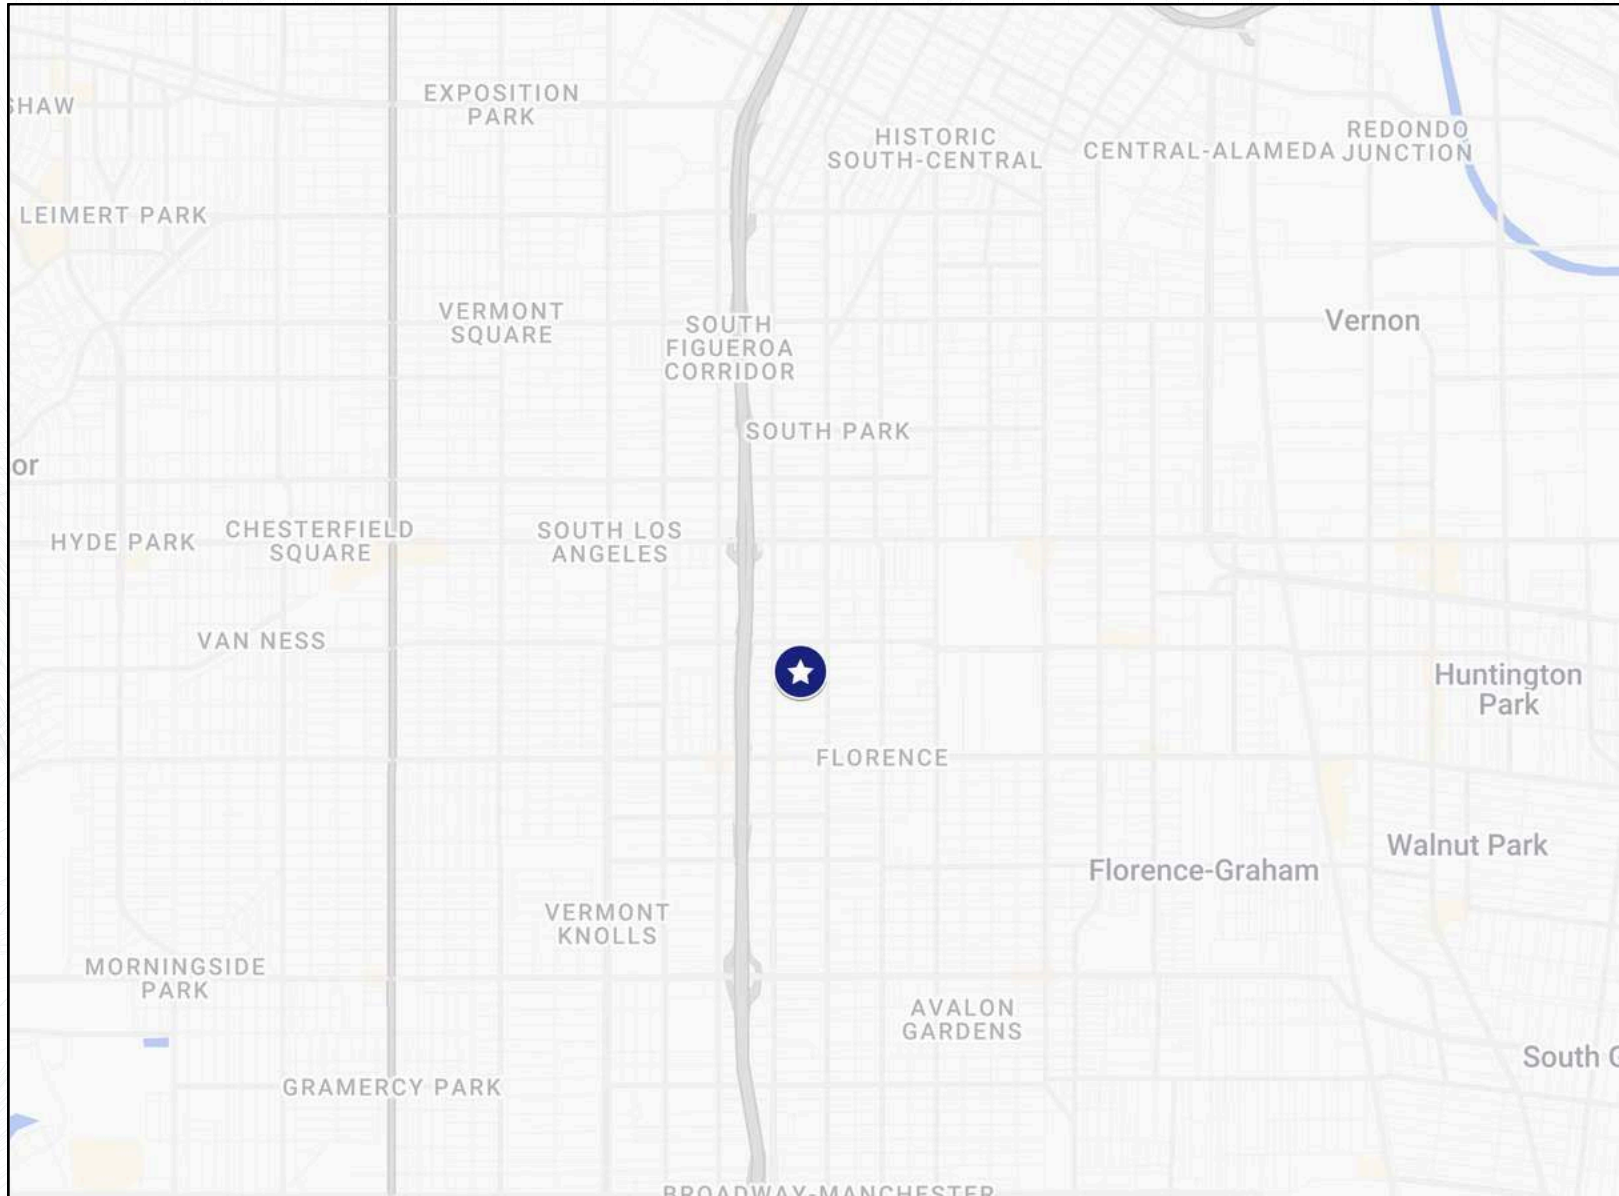 EXPOSITION
PARK
SHAW
HISTORIC
SOUTH-CENTRAL
CENTRAL-ALAMEDA
REDONDO
JUNCTION
LEIMERT PARK
VERMONT
SQUARE
SOUTH
FIGUEROA
CORRIDOR
Vernon
SOUTH PARK
or
HYDE PARK
CHESTERFIELD
SQUARE
SOUTH LOS
ANGELES
VAN NESS
Huntington
Park
FLORENCE
Walnut Park
Florence-Graham
VERMONT
KNOLLS
MORNINGSIDE
PARK
AVALON
GARDENS
South G
GRAMERCY PARK
BROADWAY-MANCHESTER